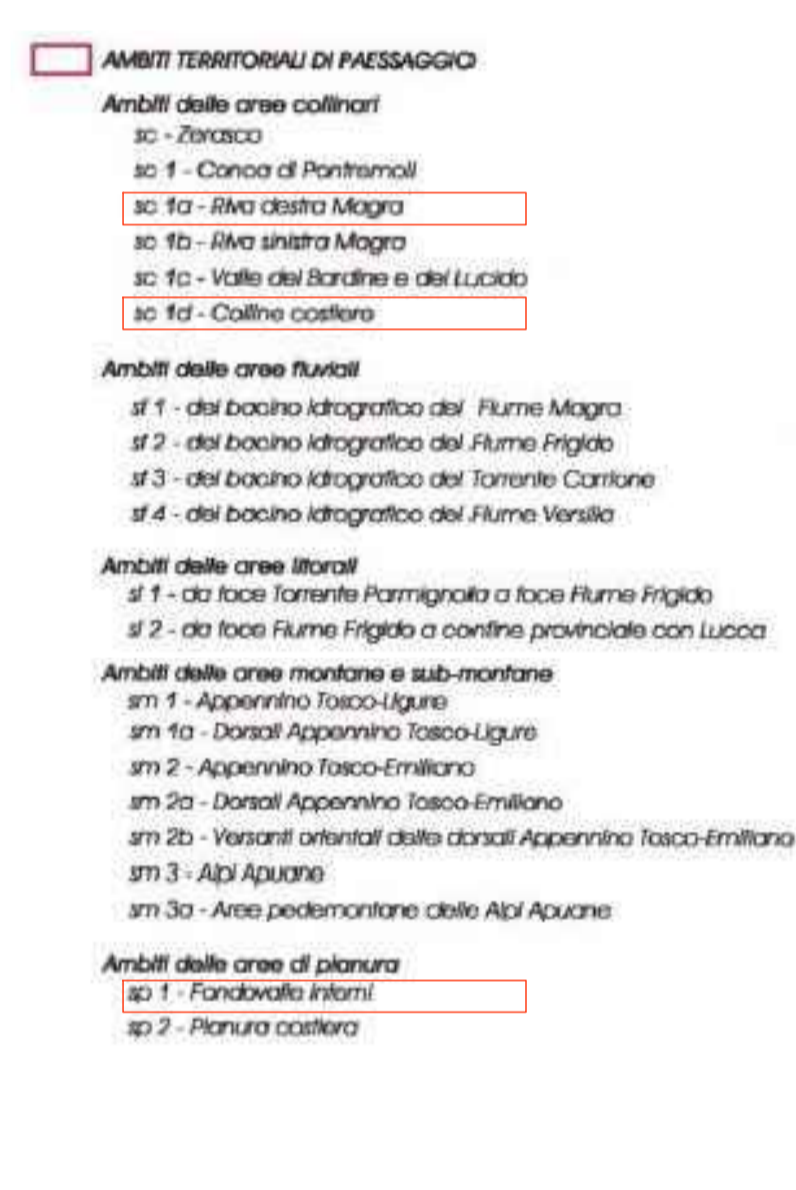 AMBITI TERRITORIALI DI PAESSAGGIO
Ambiti delle aree collinari
sc - Zerasco
sc 1 - Conca di Pontremoli
sc 1a - Riva destra Magra
sc 1b - Riva sinistra Magra
sc 1c - Valle del Bardine e del Lucido
sc 1d - Colline costiere
Ambiti delle aree fluviali
sf 1 - del bacino idrografico del Fiume Magra
sf 2 - del bacino idrografico del Fiume Frigido
sf 3 - del bacino idrografico del Torrente Carrione
sf 4 - del bacino idrografico del Fiume Versilia
Ambiti delle aree litorali
sl 1 - da foce Torrente Parmignola a foce Fiume Frigido
sl 2 - da foce Fiume Frigido a confine provinciale con Lucca
Ambiti delle aree montane e sub-montane
sm 1 - Appennino Tosco-Ligure
sm 1a - Dorsali Appennino Tosco-Ligure
sm 2 - Appennino Tosco-Emiliano
sm 2a - Dorsali Appennino Tosco-Emiliano
sm 2b - Versanti orientali delle dorsali Appennino Tosco-Emiliano
sm 3 - Alpi Apuane
sm 3a - Aree pedemontane delle Alpi Apuane
Ambiti delle aree di pianura
sp 1 - Fondovalle interni
sp 2 - Pianura costiera